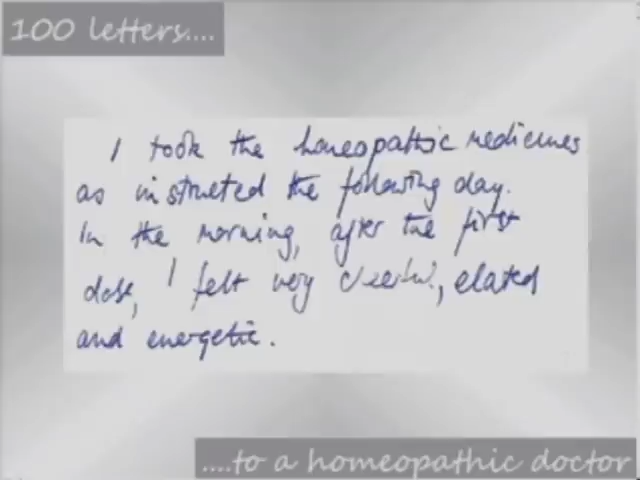 100 letters....
I took the homeopathic medicines
as instructed the following day.
In the morning, after the first
dose, I felt very cheerful, elated
and energetic.
....to a homeopathic doctor